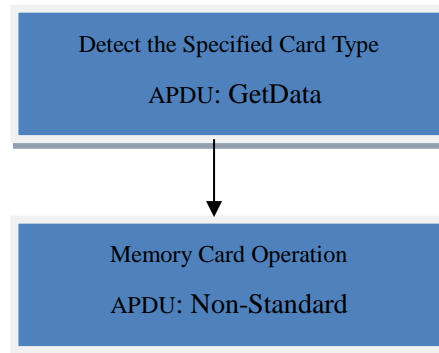 Detect the Specified Card Type
APDU: GetData
Memory Card Operation
APDU: Non-Standard